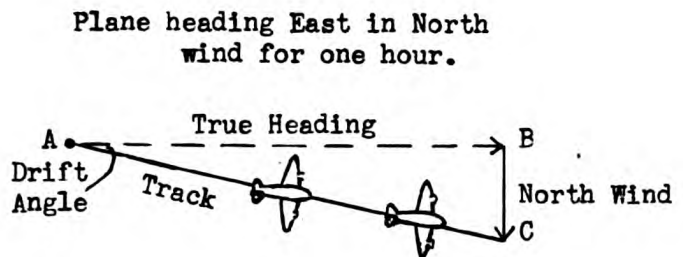 Plane heading East in North
wind for one hour.
A True Heading B
Drift
Angle
Track
North Wind
C